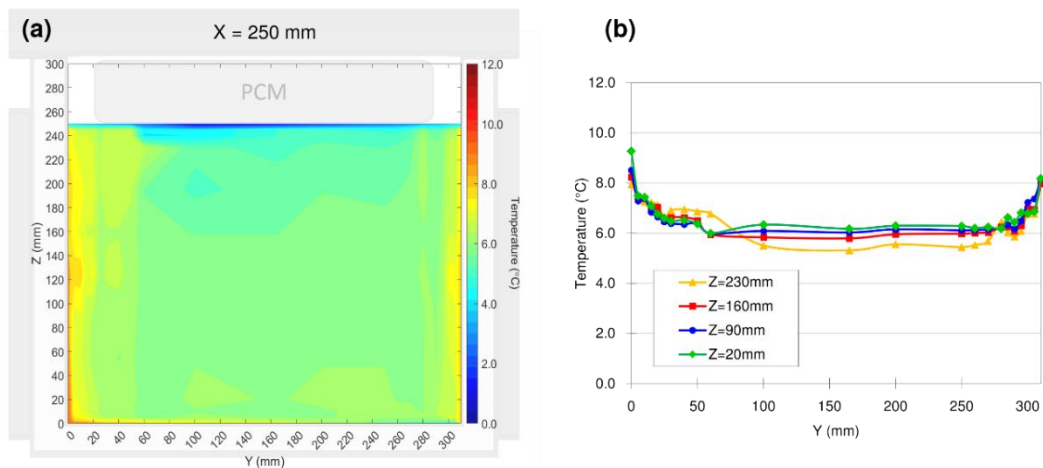 (a)
X = 250 mm
PCM
300
290
280
260
240
220
200
180
160
140
120
100
80
60
40
20
0
Z (mm)
0 20 40 60 80 100 120 140 160 180 200 220 240 260 280 300
Y (mm)
12.0
10.0
8.0
6.0
4.0
2.0
0.0
Temperature (°C)
(b)
12.0
10.0
8.0
6.0
4.0
2.0
0.0
Temperature (°C)
Z=230mm
Z=160mm
Z=90mm
Z=20mm
0 50 100 150 200 250 300
Y (mm)